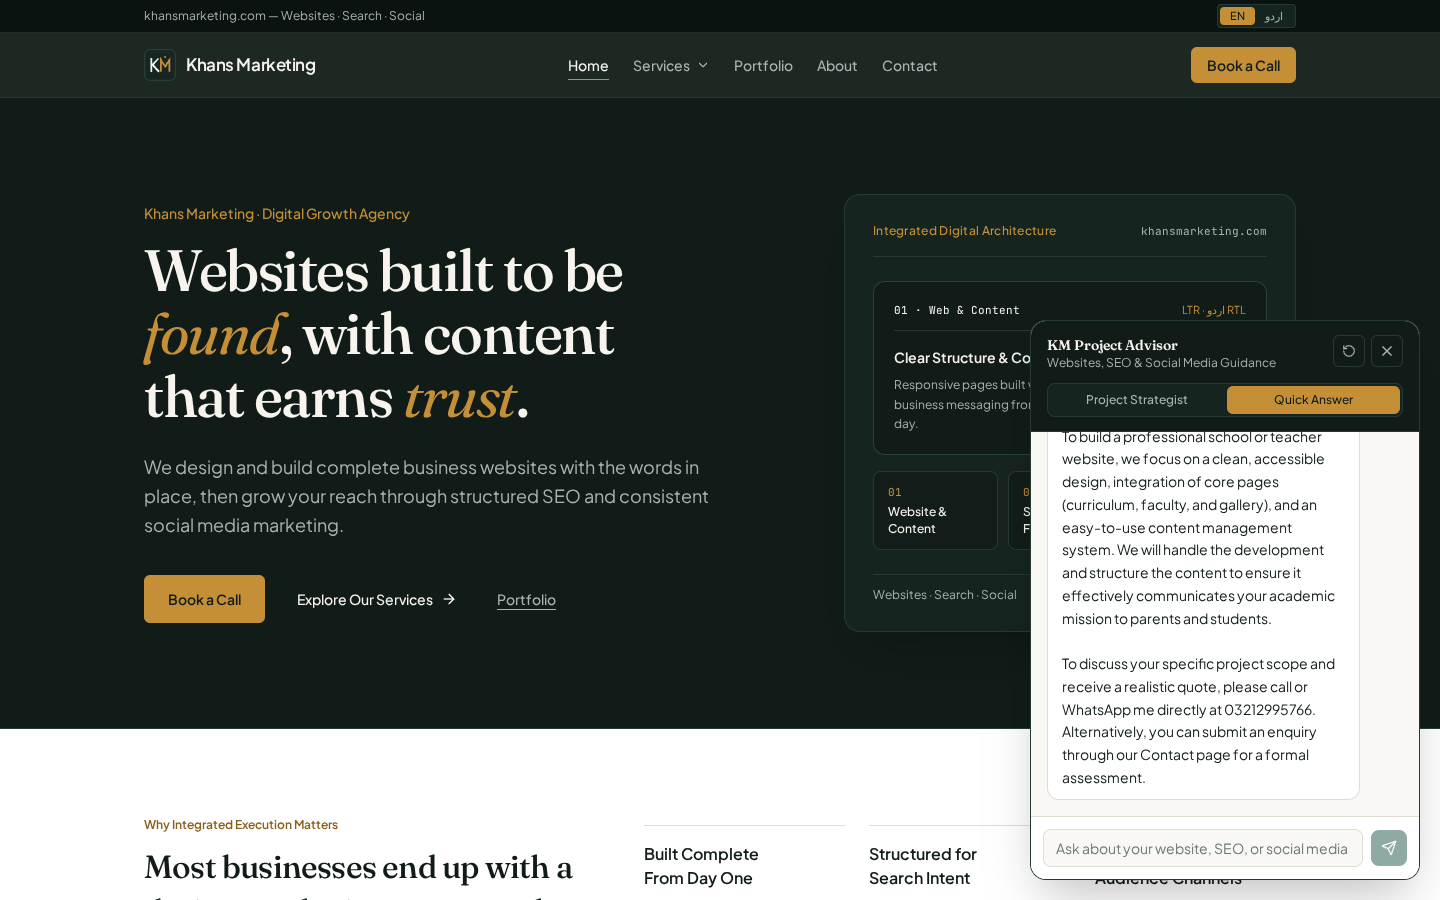 khansmarketing.com — Websites · Search · Social
EN
اردو
KM
Khans Marketing
Home
Services
Portfolio
About
Contact
Book a Call
Khans Marketing · Digital Growth Agency
Websites built to be
found, with content
that earns trust.
We design and build complete business websites with the words in
place, then grow your reach through structured SEO and consistent
social media marketing.
Book a Call
Explore Our Services
Portfolio
Integrated Digital Architecture
khansmarketing.com
01 · Web & Content
LTR · اردو RTL
Clear Structure & Co
Responsive pages built
business messaging fro
day.
01
Website &
Content
0
S
F
Websites · Search · Social
KM Project Advisor
Websites, SEO & Social Media Guidance
Project Strategist
Quick Answer
To build a professional school or teacher
website, we focus on a clean, accessible
design, integration of core pages
(curriculum, faculty, and gallery), and an
easy-to-use content management
system. We will handle the development
and structure the content to ensure it
effectively communicates your academic
mission to parents and students.
To discuss your specific project scope and
receive a realistic quote, please call or
WhatsApp me directly at 03212995766.
Alternatively, you can submit an enquiry
through our Contact page for a formal
assessment.
Ask about your website, SEO, or social media
Why Integrated Execution Matters
Most businesses end up with a
Built Complete
From Day One
Structured for
Search Intent
Audience Channels